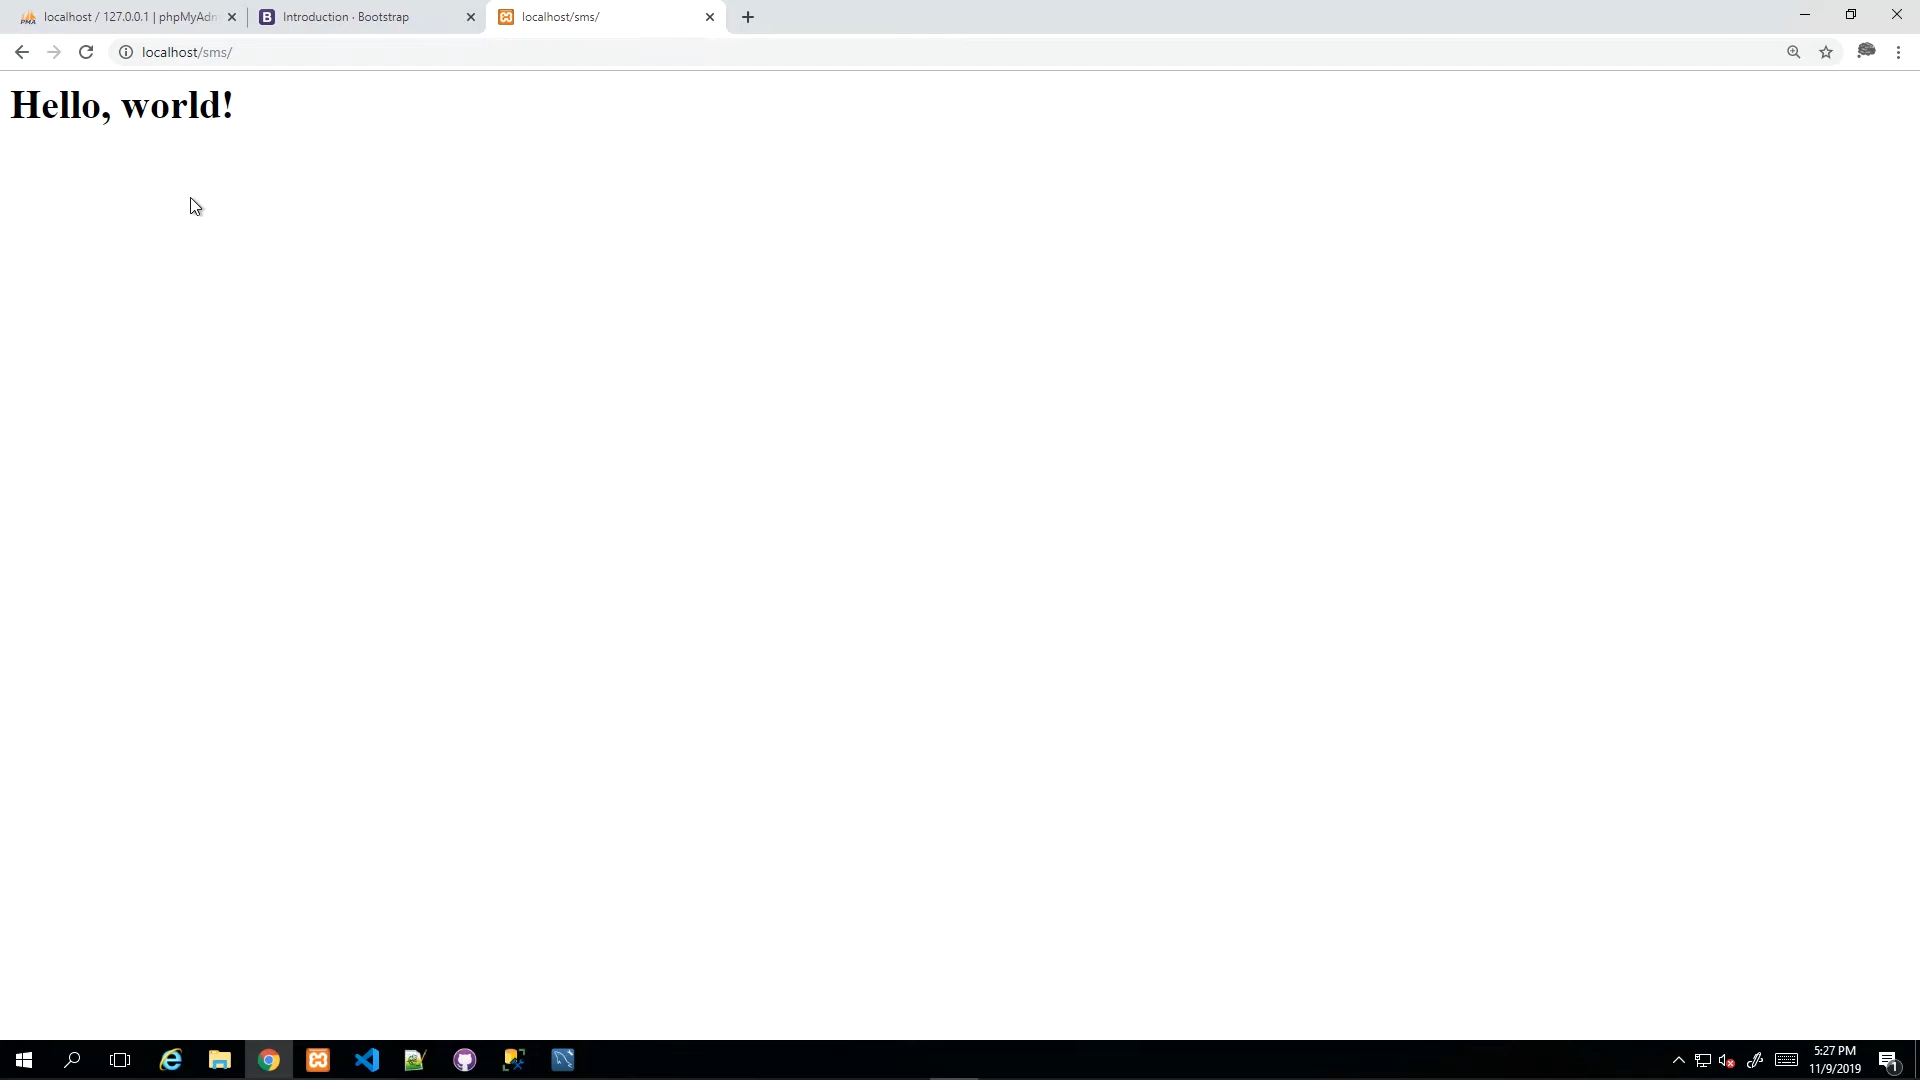 localhost / 127.0.0.1 | phpMyAdm
Introduction · Bootstrap
localhost/sms/
localhost/sms/
Hello, world!
5:27 PM
11/9/2019
1